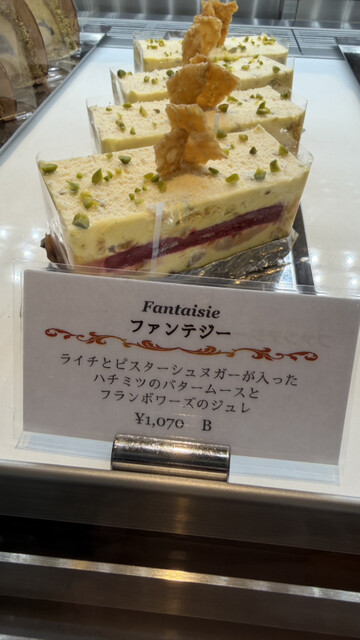 Fantaisie
ファンテジー
ライチとピスターシュヌガーが入った
ハチミツのバタームースと
フランボワーズのジュレ
¥1,070 B